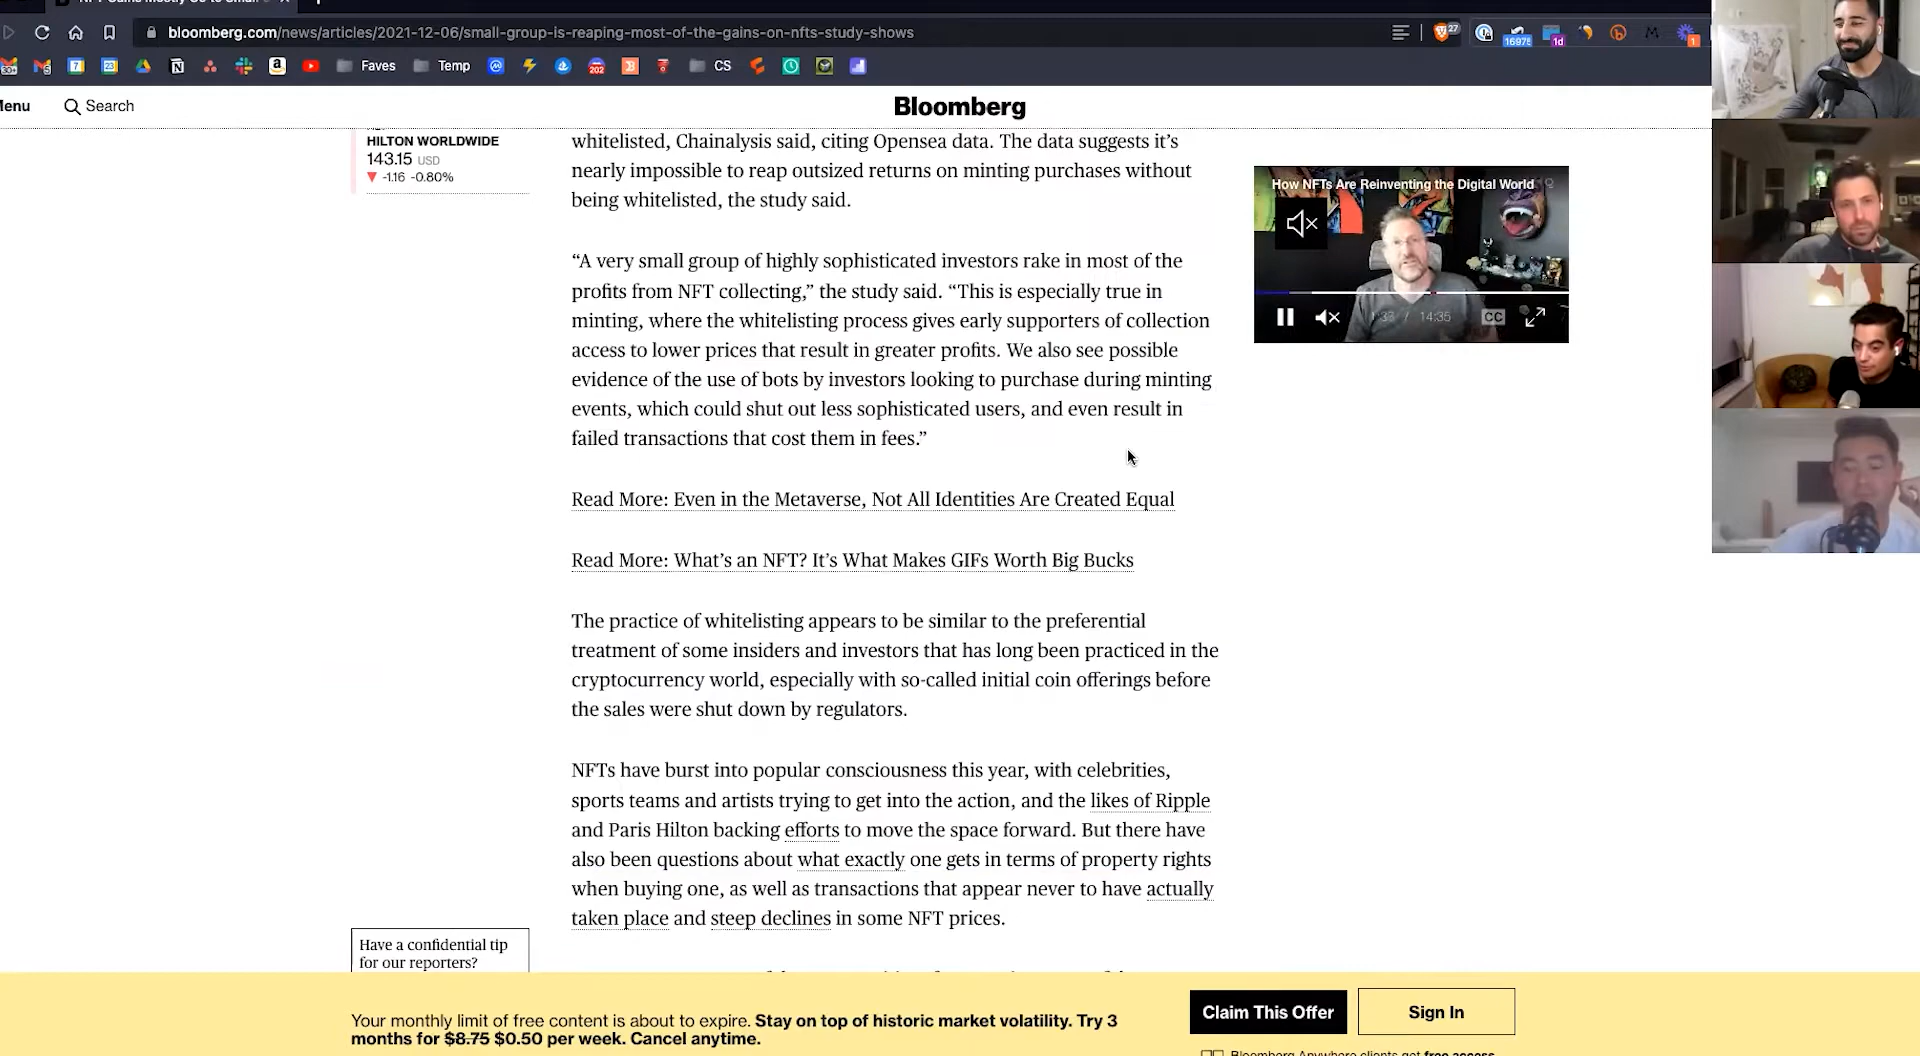 NFT Gains Mostly Go to Small
bloomberg.com/news/articles/2021-12-06/small-group-is-reaping-most-of-the-gains-on-nfts-study-shows
27
16975
1d
1
30+
7
23
Faves
Temp
202
CS
Menu
Search
Bloomberg
HILTON WORLDWIDE
143.15 USD
-1.16 -0.80%
whitelisted, Chainalysis said, citing Opensea data. The data suggests it’s
nearly impossible to reap outsized returns on minting purchases without
being whitelisted, the study said.
“A very small group of highly sophisticated investors rake in most of the
profits from NFT collecting,” the study said. “This is especially true in
minting, where the whitelisting process gives early supporters of collection
access to lower prices that result in greater profits. We also see possible
evidence of the use of bots by investors looking to purchase during minting
events, which could shut out less sophisticated users, and even result in
failed transactions that cost them in fees.”
Read More: Even in the Metaverse, Not All Identities Are Created Equal
Read More: What’s an NFT? It’s What Makes GIFs Worth Big Bucks
The practice of whitelisting appears to be similar to the preferential
treatment of some insiders and investors that has long been practiced in the
cryptocurrency world, especially with so-called initial coin offerings before
the sales were shut down by regulators.
NFTs have burst into popular consciousness this year, with celebrities,
sports teams and artists trying to get into the action, and the likes of Ripple
and Paris Hilton backing efforts to move the space forward. But there have
also been questions about what exactly one gets in terms of property rights
when buying one, as well as transactions that appear never to have actually
taken place and steep declines in some NFT prices.
How NFTs Are Reinventing the Digital World
1:37 / 14:35
CC
Have a confidential tip
for our reporters?
Your monthly limit of free content is about to expire. Stay on top of historic market volatility. Try 3
months for $8.75 $0.50 per week. Cancel anytime.
Claim This Offer
Sign In
Bloomberg Anywhere clients get free access